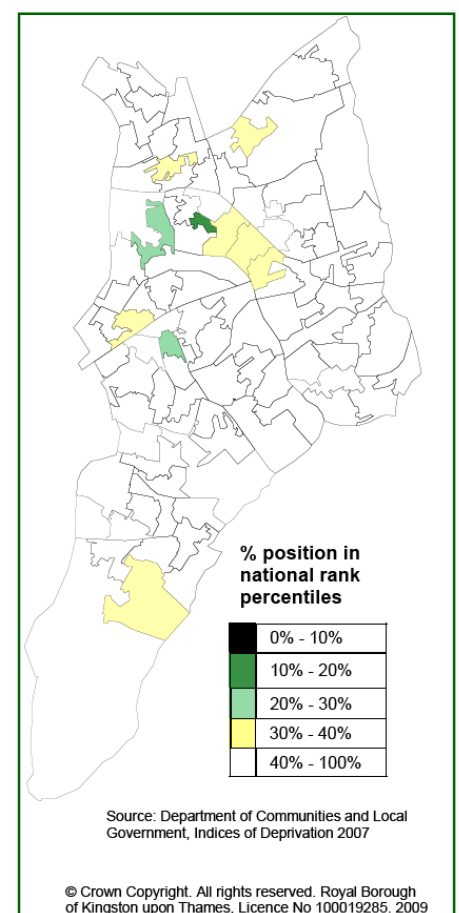 % position in
national rank
percentiles
0% - 10%
10% - 20%
20% - 30%
30% - 40%
40% - 100%
Source: Department of Communities and Local
Government, Indices of Deprivation 2007
© Crown Copyright. All rights reserved. Royal Borough
of Kingston upon Thames, Licence No 100019285. 2009